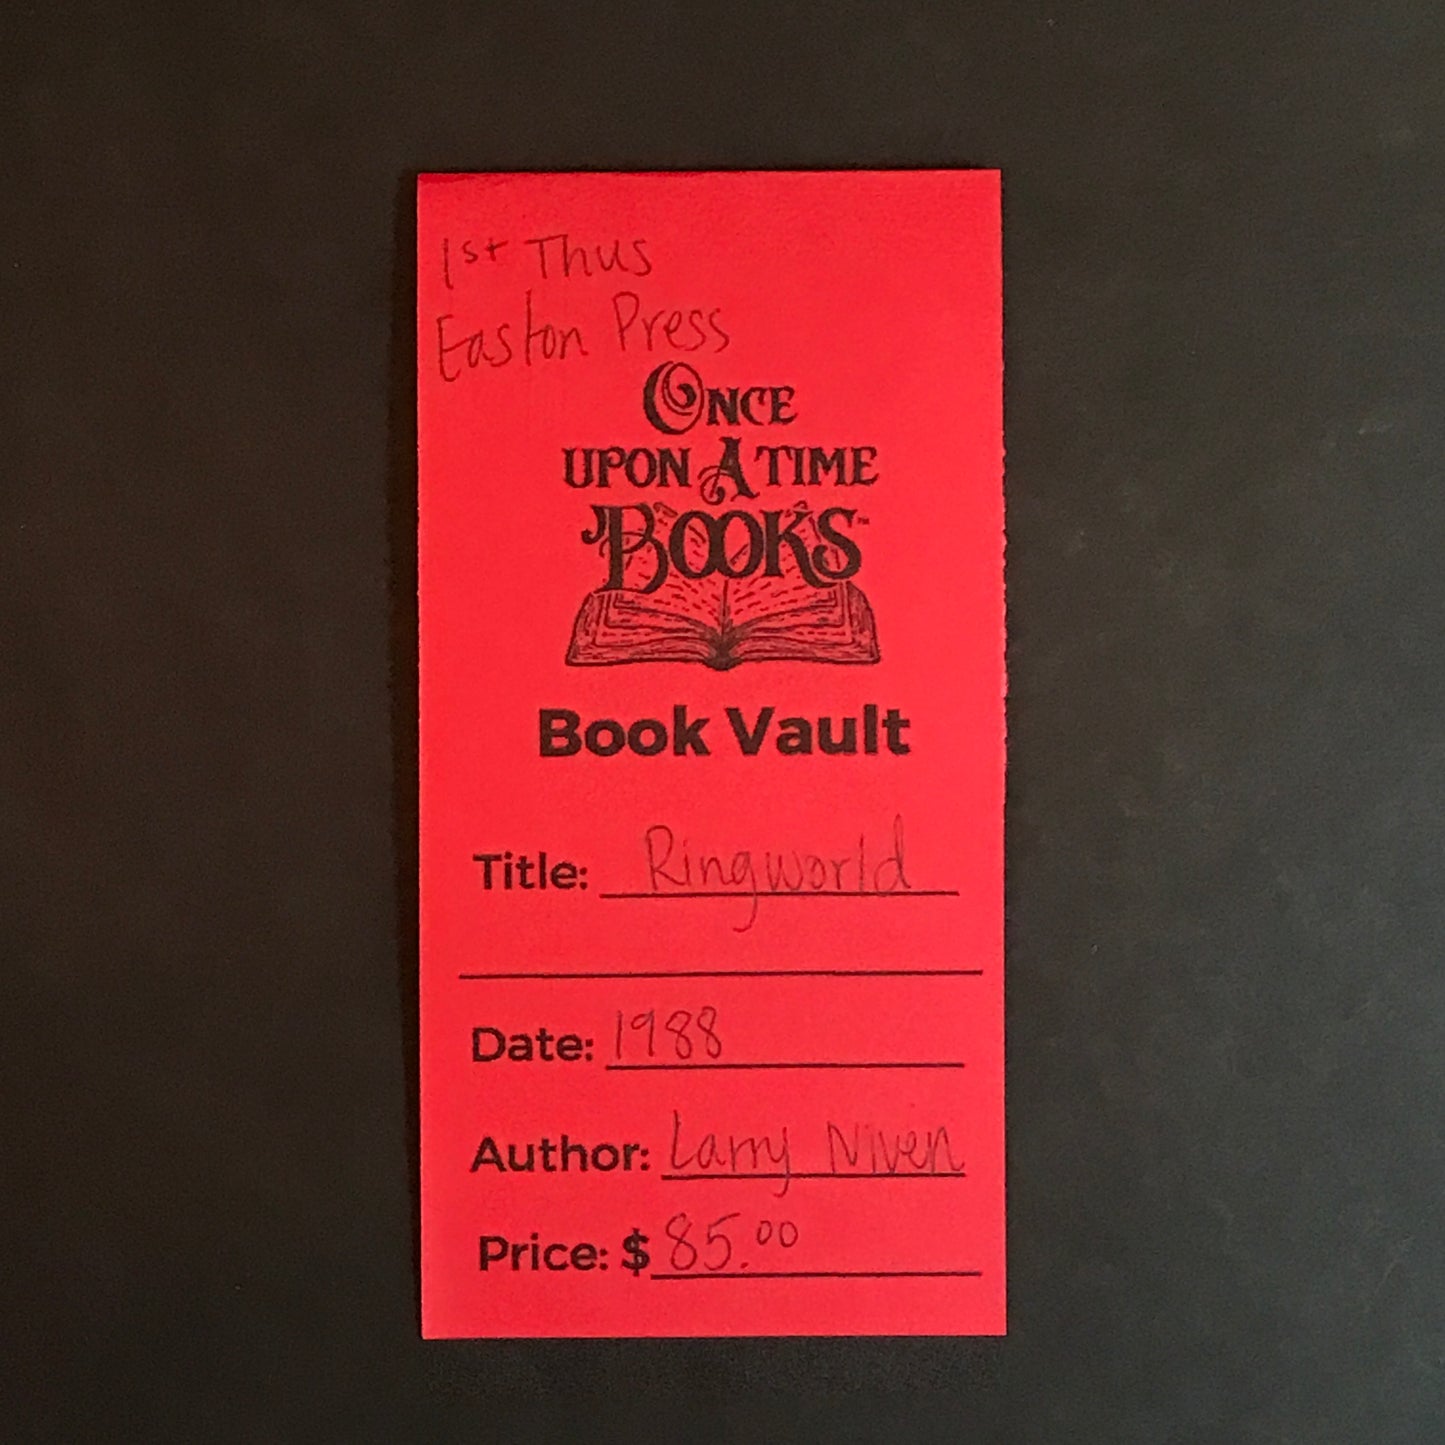 1st Thus
Easton Press
ONCE
UPON A TIME
BOOKS™
Book Vault
Title: Ringworld
Date: 1988
Author: Larry Niven
Price: $85.00